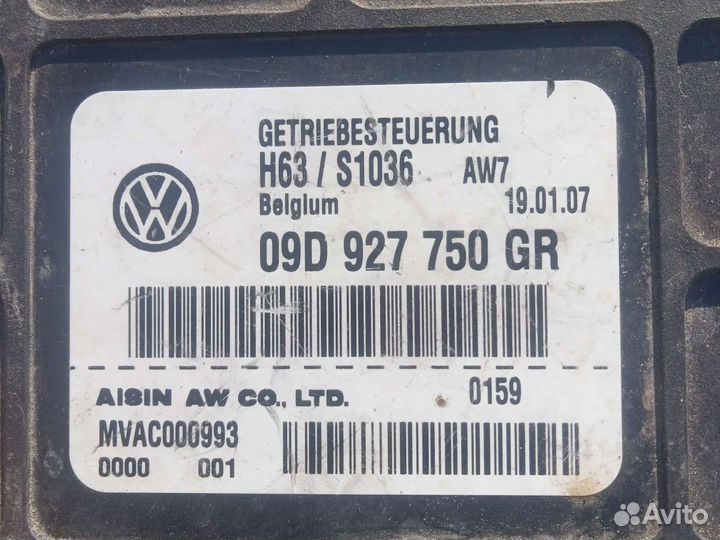 GETRIEBESTEUERUNG
H63 / S1036 AW7
Belgium 19.01.07
09D 927 750 GR
AISIN AW CO., LTD. 0159
MVAC000993
0000 001
Avito